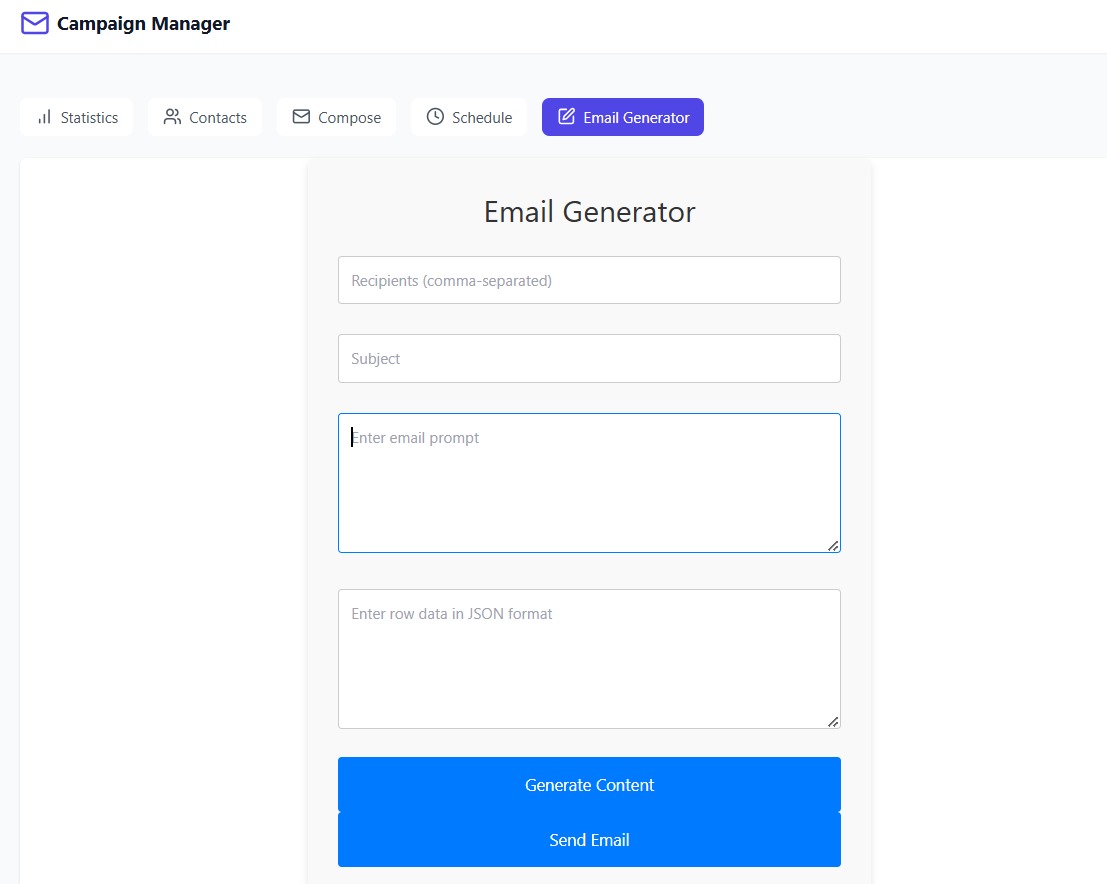 Campaign Manager
Statistics Contacts Compose Schedule Email Generator
Email Generator
Recipients (comma-separated)
Subject
Enter email prompt
Enter row data in JSON format
Generate Content
Send Email